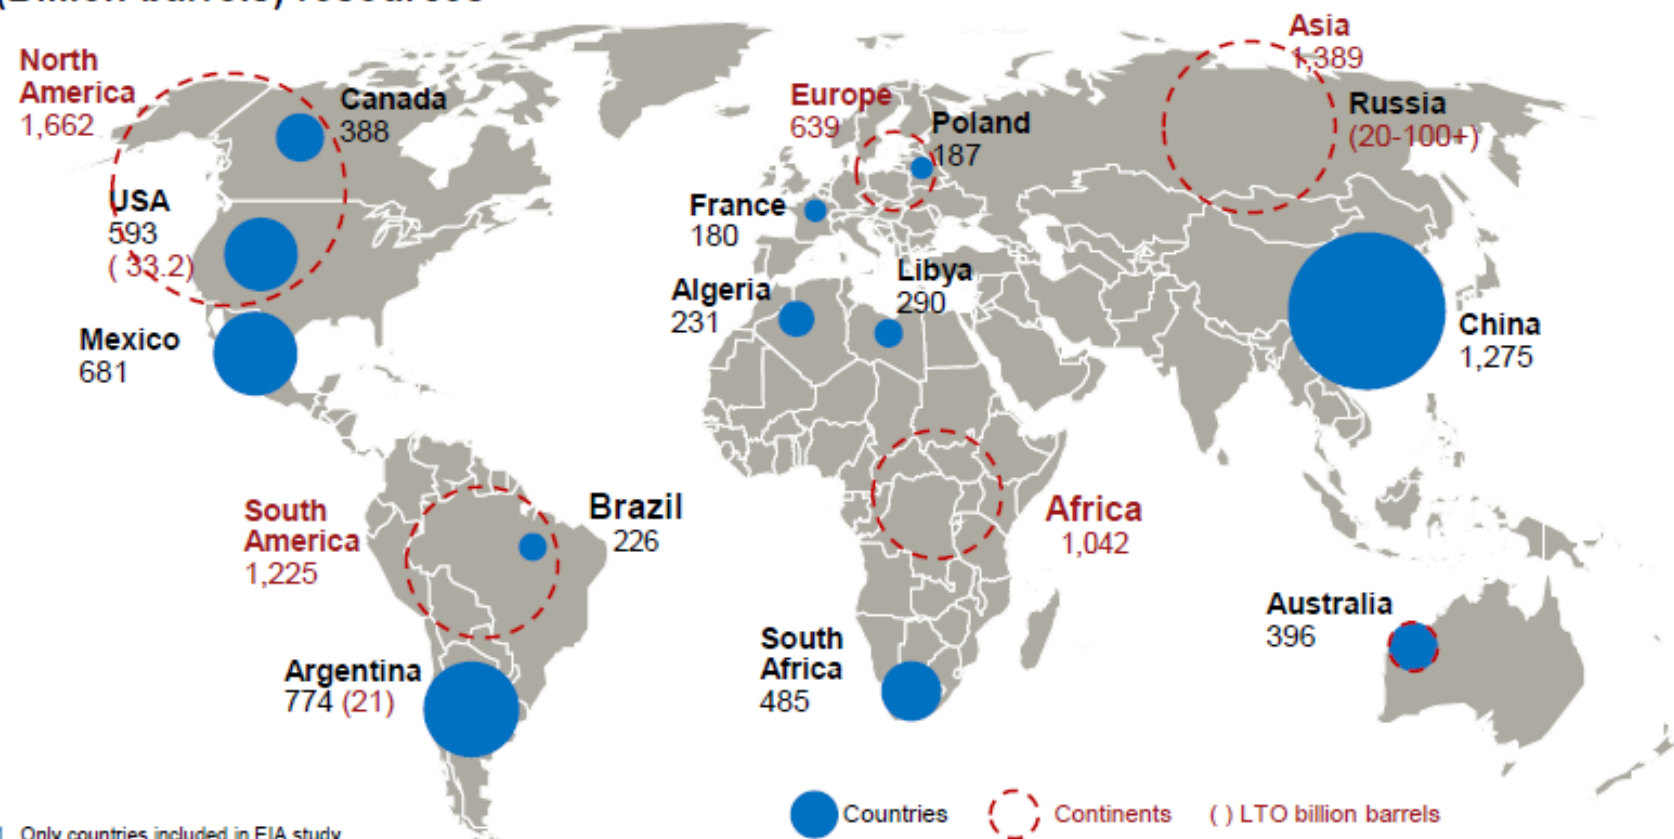 (Billion barrels) resources
North
America
1,662
Canada
388
USA
593
( 33.2)
Mexico
681
South
America
1,225
Brazil
226
Argentina
774 (21)
Europe
639
Poland
187
France
180
Algeria
231
Libya
290
Africa
1,042
South
Africa
485
Asia
1,389
Russia
(20-100+)
China
1,275
Australia
396
Countries
Continents
( ) LTO billion barrels
Only countries included in EIA study